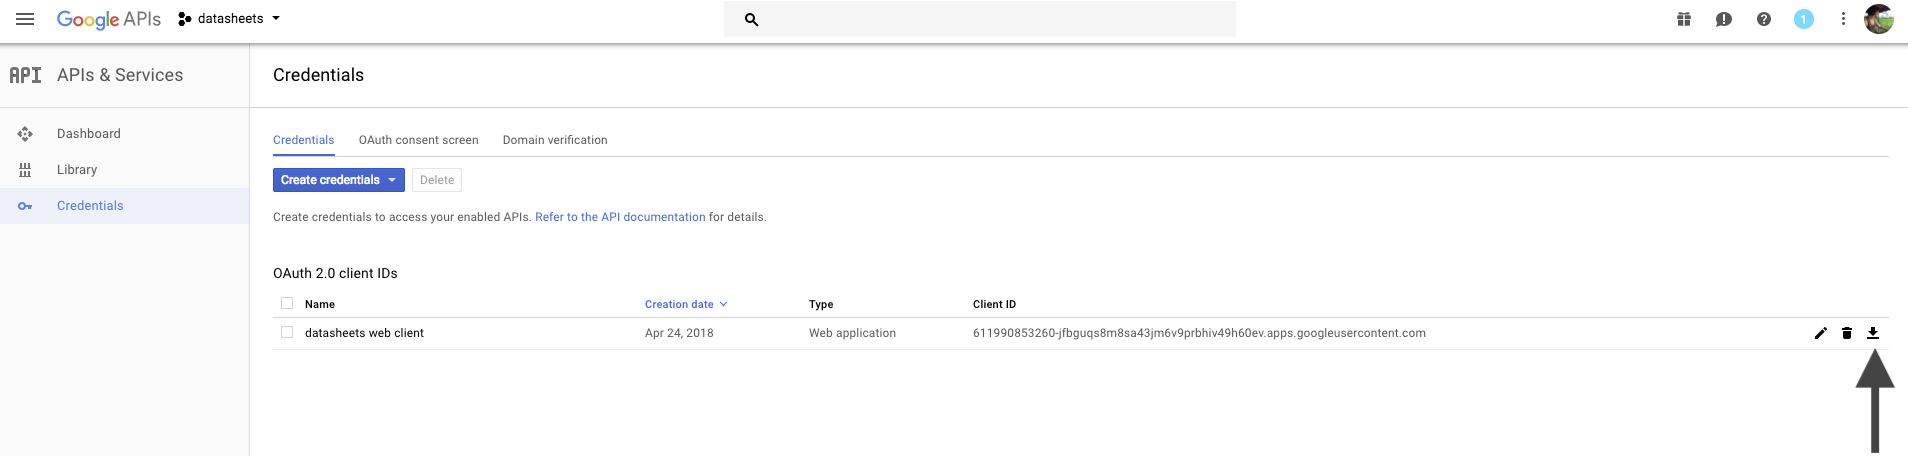 Google APIs datasheets 1
API APIs & Services Credentials
Dashboard
Library
Credentials
Credentials OAuth consent screen Domain verification
Create credentials Delete
Create credentials to access your enabled APIs. Refer to the API documentation for details.
OAuth 2.0 client IDs
Name Creation date Type Client ID
datasheets web client Apr 24, 2018 Web application 611990853260-jfbguqs8m8sa43jm6v9prbhiv49h60ev.apps.googleusercontent.com